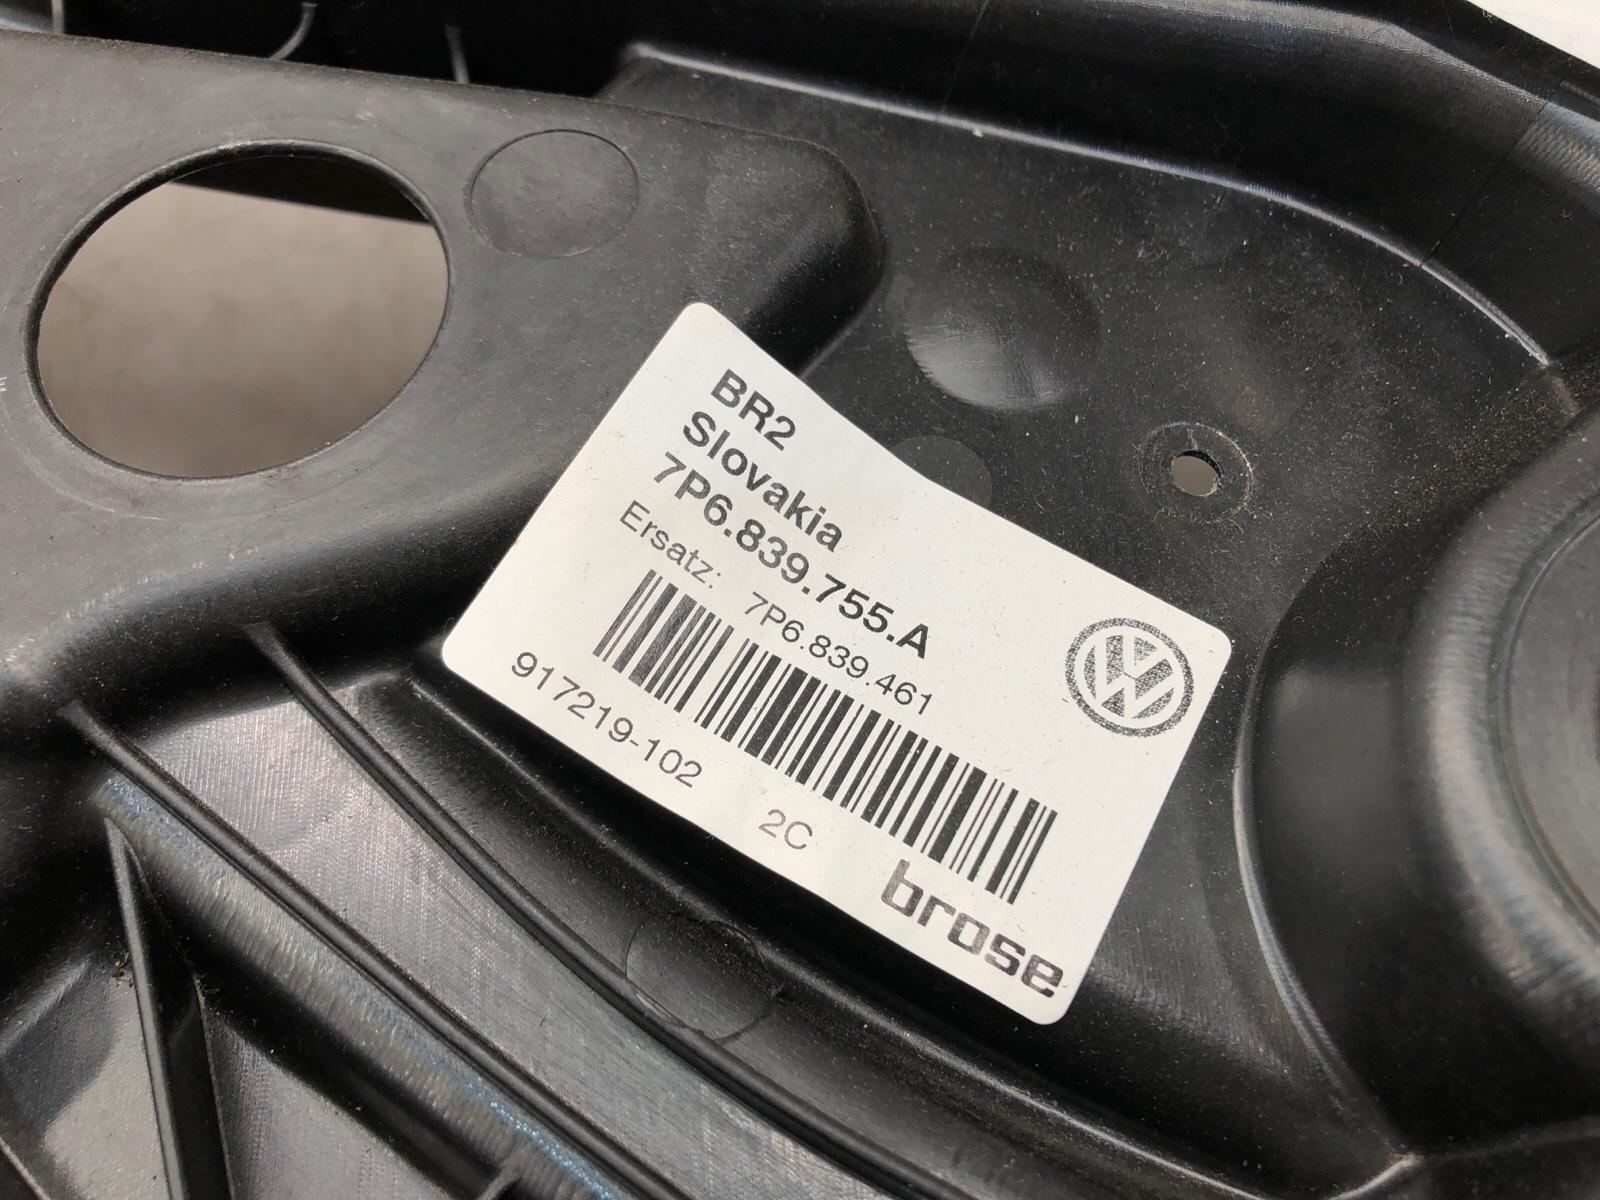 BR2
Slovakia
7P6.839.755.A
Ersatz: 7P6.839.461
917219-102 2C
brose